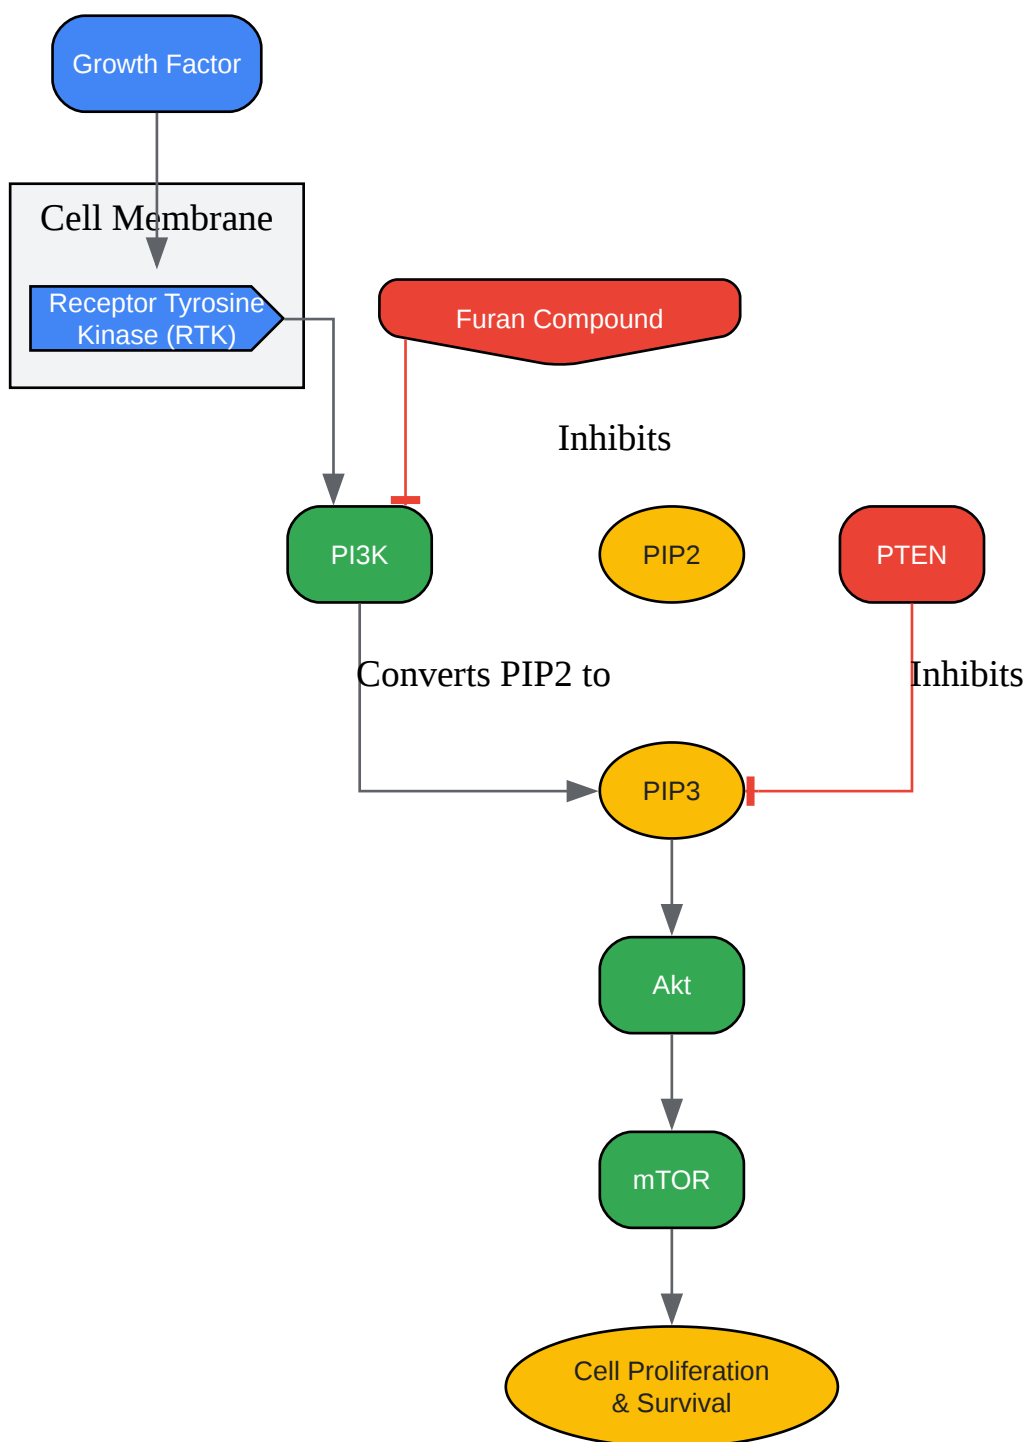 Growth Factor
Cell Membrane
Receptor Tyrosine
Kinase (RTK)
Furan Compound
Inhibits
PI3K
PIP2
PTEN
Converts PIP2 to
Inhibits
PIP3
Akt
mTOR
Cell Proliferation
& Survival